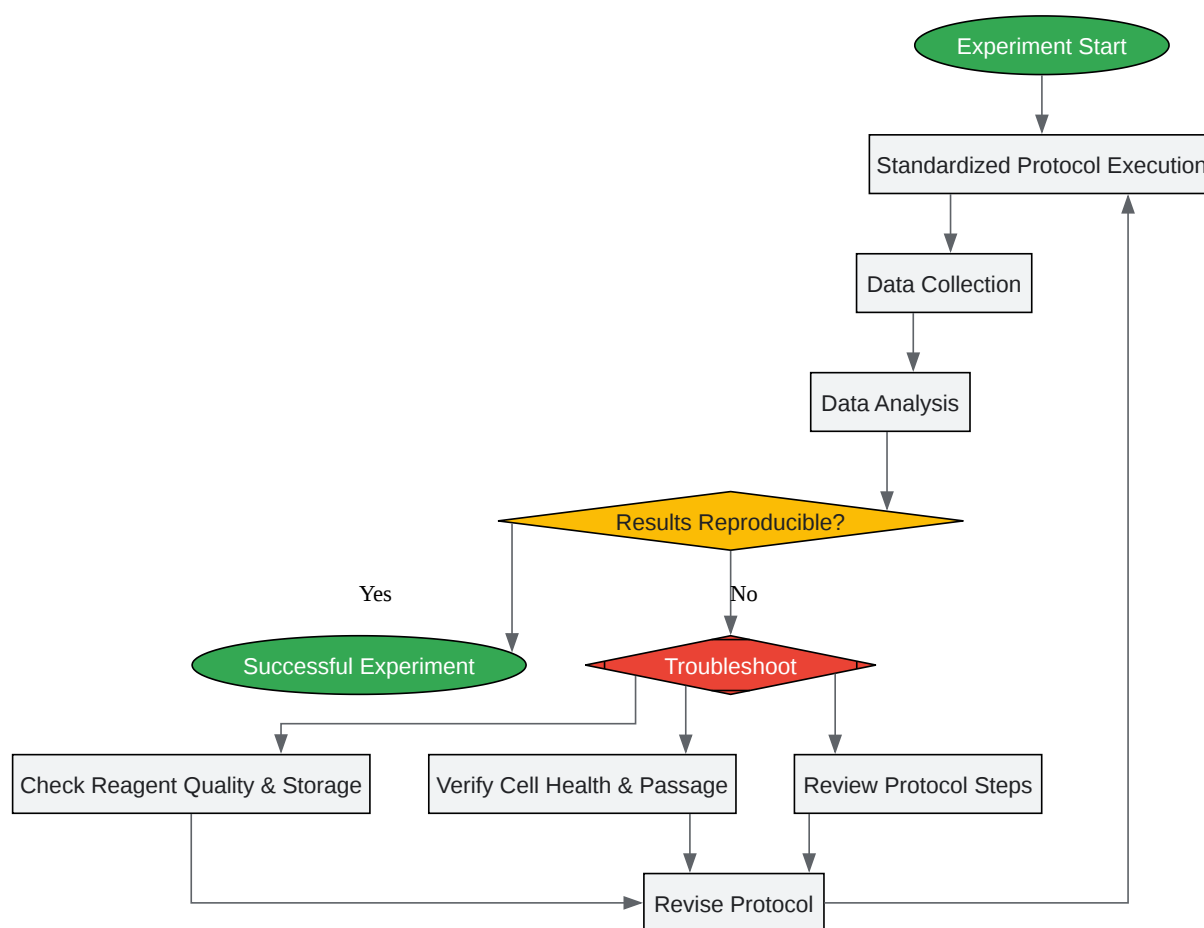 Experiment Start
Standardized Protocol Execution
Data Collection
Data Analysis
Results Reproducible?
Yes
No
Successful Experiment
Troubleshoot
Check Reagent Quality & Storage
Verify Cell Health & Passage
Review Protocol Steps
Revise Protocol